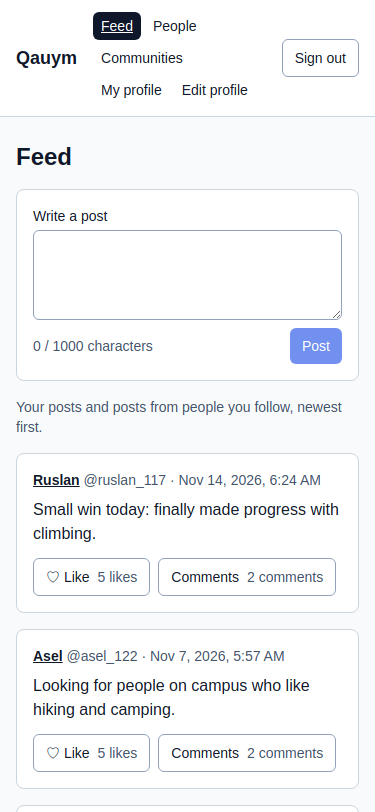 Qauym
Feed People
Communities
My profile Edit profile
Sign out
Feed
Write a post
0 / 1000 characters
Post
Your posts and posts from people you follow, newest
first.
Ruslan @ruslan_117 · Nov 14, 2026, 6:24 AM
Small win today: finally made progress with
climbing.
♡ Like 5 likes
Comments 2 comments
Asel @asel_122 · Nov 7, 2026, 5:57 AM
Looking for people on campus who like
hiking and camping.
♡ Like 5 likes
Comments 2 comments